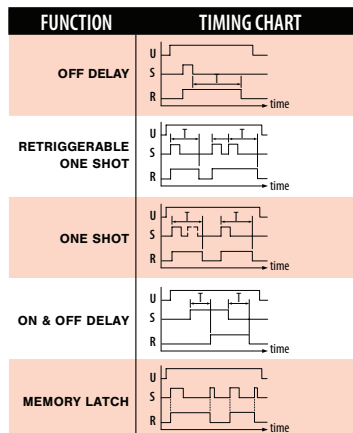 FUNCTION TIMING CHART
OFF DELAY
U
S
T
R
time
RETRIGGERABLE
ONE SHOT
U
T T
S
R
time
ONE SHOT
U
T T
S
R
time
ON & OFF DELAY
U
T T
S
R
time
MEMORY LATCH
U
S
R
time